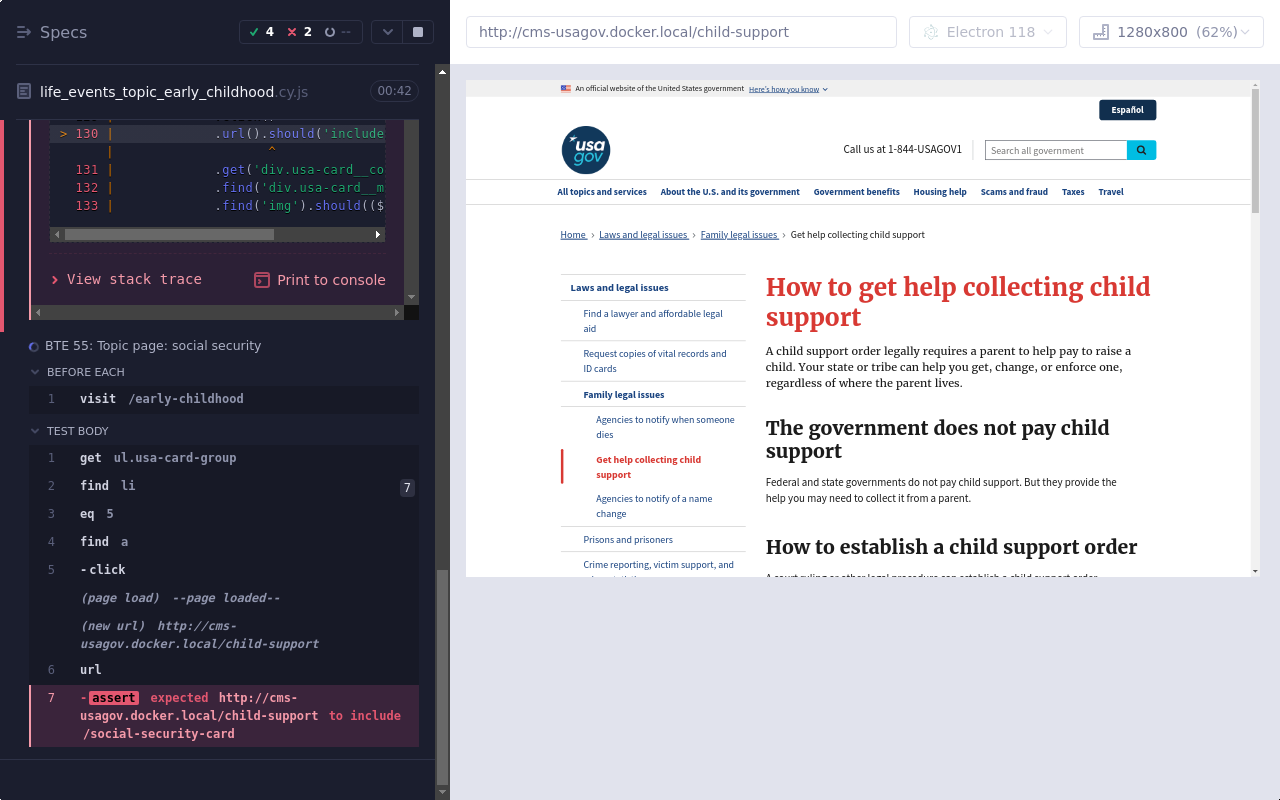 Specs
4
2
--
life_events_topic_early_childhood.cy.js
00:42
> 130 | .url().should('include
| ^
131 | .get('div.usa-card__co
132 | .find('div.usa-card__m
133 | .find('img').should(($
View stack trace
Print to console
BTE 55: Topic page: social security
BEFORE EACH
1 visit /early-childhood
TEST BODY
1 get ul.usa-card-group
2 find li 7
3 eq 5
4 find a
5 -click
(page load) --page loaded--
(new url) http://cms-
usagov.docker.local/child-support
6 url
7 -assert expected http://cms-
usagov.docker.local/child-support to include
/social-security-card
http://cms-usagov.docker.local/child-support
Electron 118
1280x800 (62%)
An official website of the United States government Here's how you know
Español
usa
gov
Call us at 1-844-USAGOV1
Search all government
All topics and services
About the U.S. and its government
Government benefits
Housing help
Scams and fraud
Taxes
Travel
Home › Laws and legal issues › Family legal issues › Get help collecting child support
Laws and legal issues
Find a lawyer and affordable legal
aid
Request copies of vital records and
ID cards
Family legal issues
Agencies to notify when someone
dies
Get help collecting child
support
Agencies to notify of a name
change
Prisons and prisoners
Crime reporting, victim support, and
How to get help collecting child
support
A child support order legally requires a parent to help pay to raise a
child. Your state or tribe can help you get, change, or enforce one,
regardless of where the parent lives.
The government does not pay child
support
Federal and state governments do not pay child support. But they provide the
help you may need to collect it from a parent.
How to establish a child support order
A court ruling or other legal procedure can establish a child support order